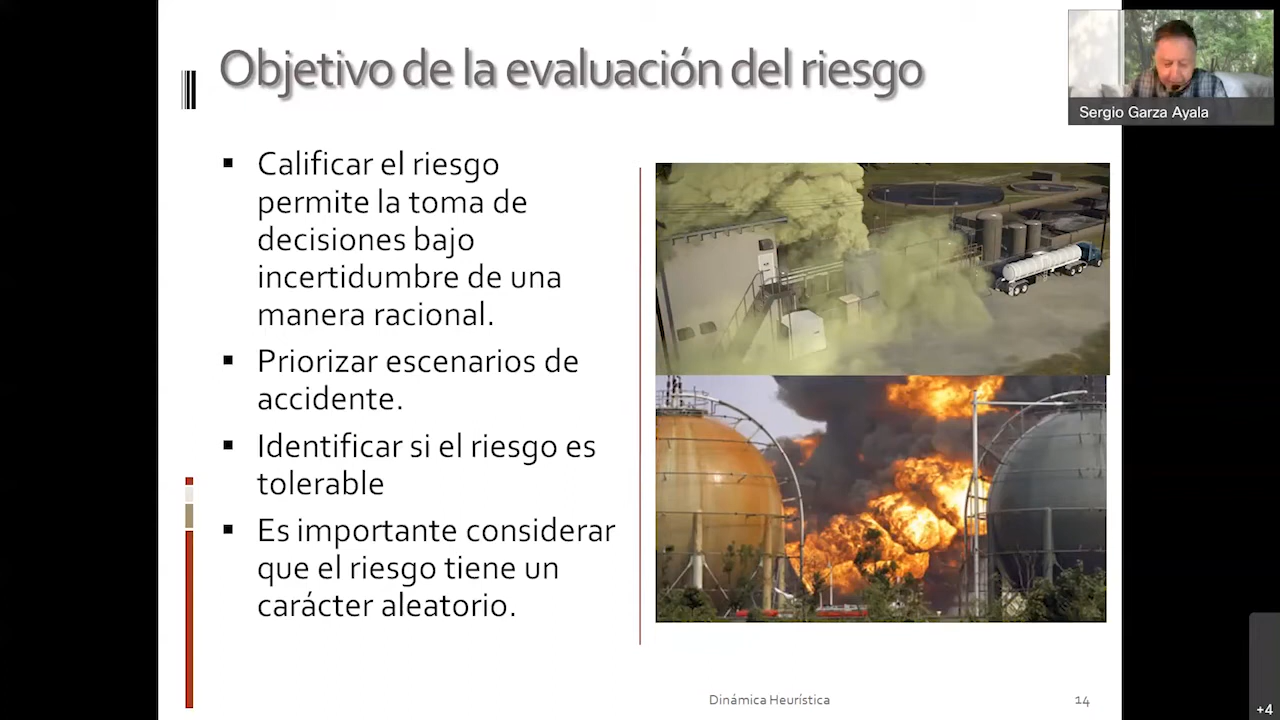 Objetivo de la evaluación del riesgo
Sergio Garza Ayala
▪ Calificar el riesgo
permite la toma de
decisiones bajo
incertidumbre de una
manera racional.
▪ Priorizar escenarios de
accidente.
▪ Identificar si el riesgo es
tolerable
▪ Es importante considerar
que el riesgo tiene un
carácter aleatorio.
Dinámica Heurística
14
+4